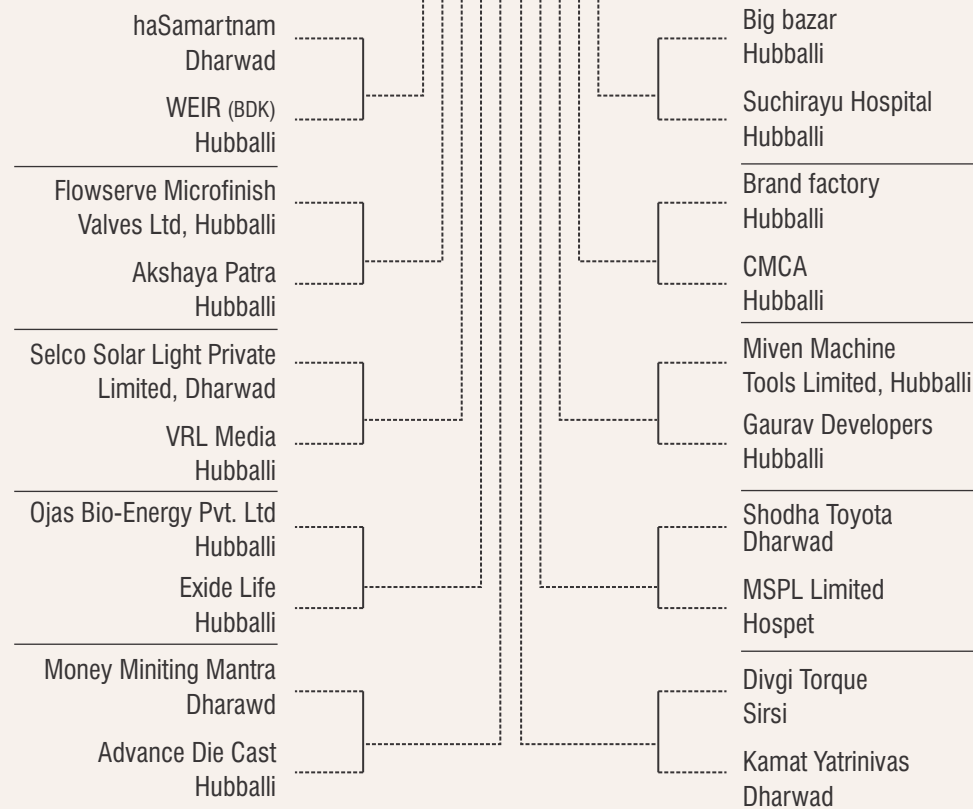 haSamartnam
Dharwad
WEIR (BDK)
Hubballi
Flowserve Microfinish
Valves Ltd, Hubballi
Akshaya Patra
Hubballi
Selco Solar Light Private
Limited, Dharwad
VRL Media
Hubballi
Ojas Bio-Energy Pvt. Ltd
Hubballi
Exide Life
Hubballi
Money Miniting Mantra
Dharawd
Advance Die Cast
Hubballi
Big bazar
Hubballi
Suchirayu Hospital
Hubballi
Brand factory
Hubballi
CMCA
Hubballi
Miven Machine
Tools Limited, Hubballi
Gaurav Developers
Hubballi
Shodha Toyota
Dharwad
MSPL Limited
Hospet
Divgi Torque
Sirsi
Kamat Yatrinivas
Dharwad